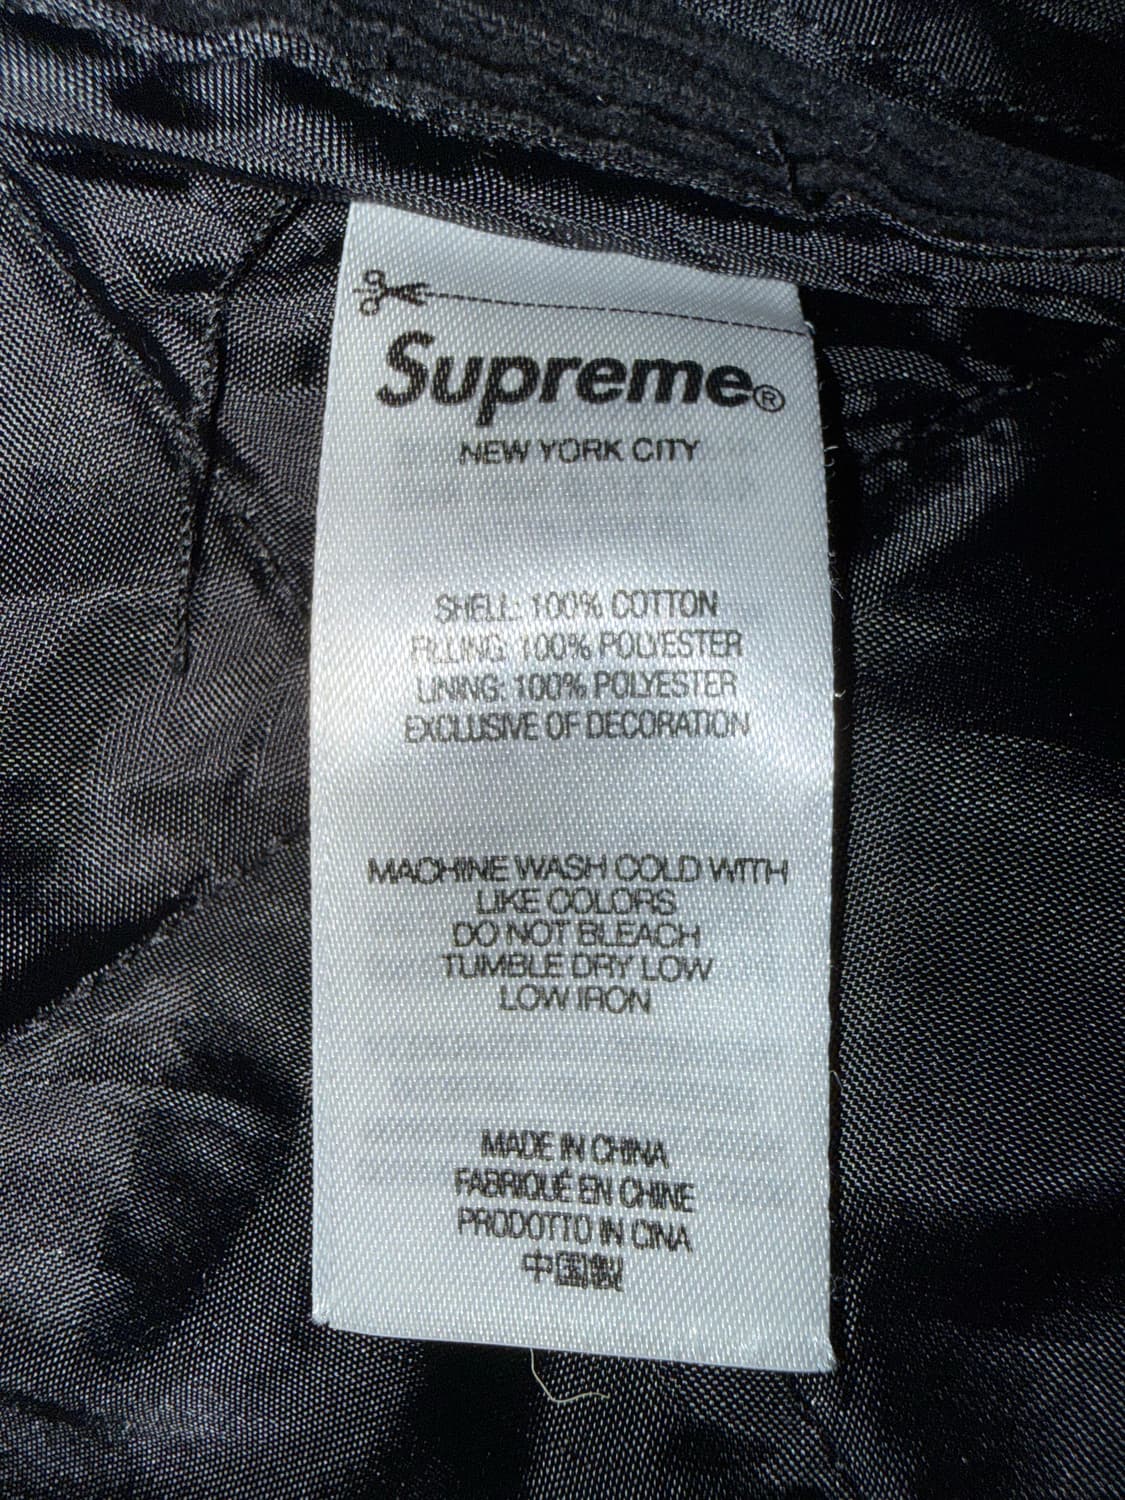 Supreme®
NEW YORK CITY
SHELL: 100% COTTON
FILLING: 100% POLYESTER
LINING: 100% POLYESTER
EXCLUSIVE OF DECORATION
MACHINE WASH COLD WITH
LIKE COLORS
DO NOT BLEACH
TUMBLE DRY LOW
LOW IRON
MADE IN CHINA
FABRIQUÉ EN CHINE
PRODOTTO IN CINA
中国製